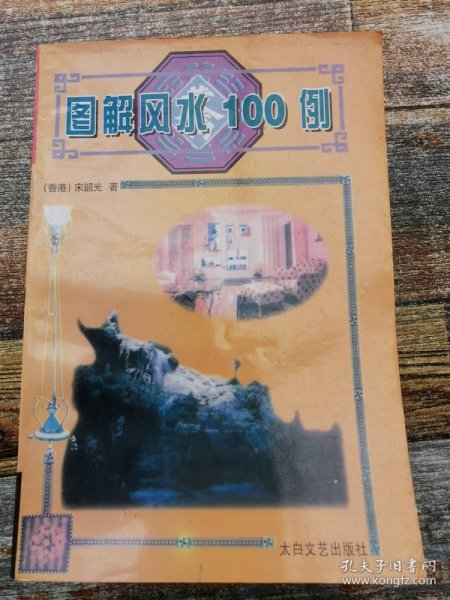 图解风水100例
(香港) 宋韶光 著
太白文艺出版社
孔夫子旧书网
www.kongfz.com